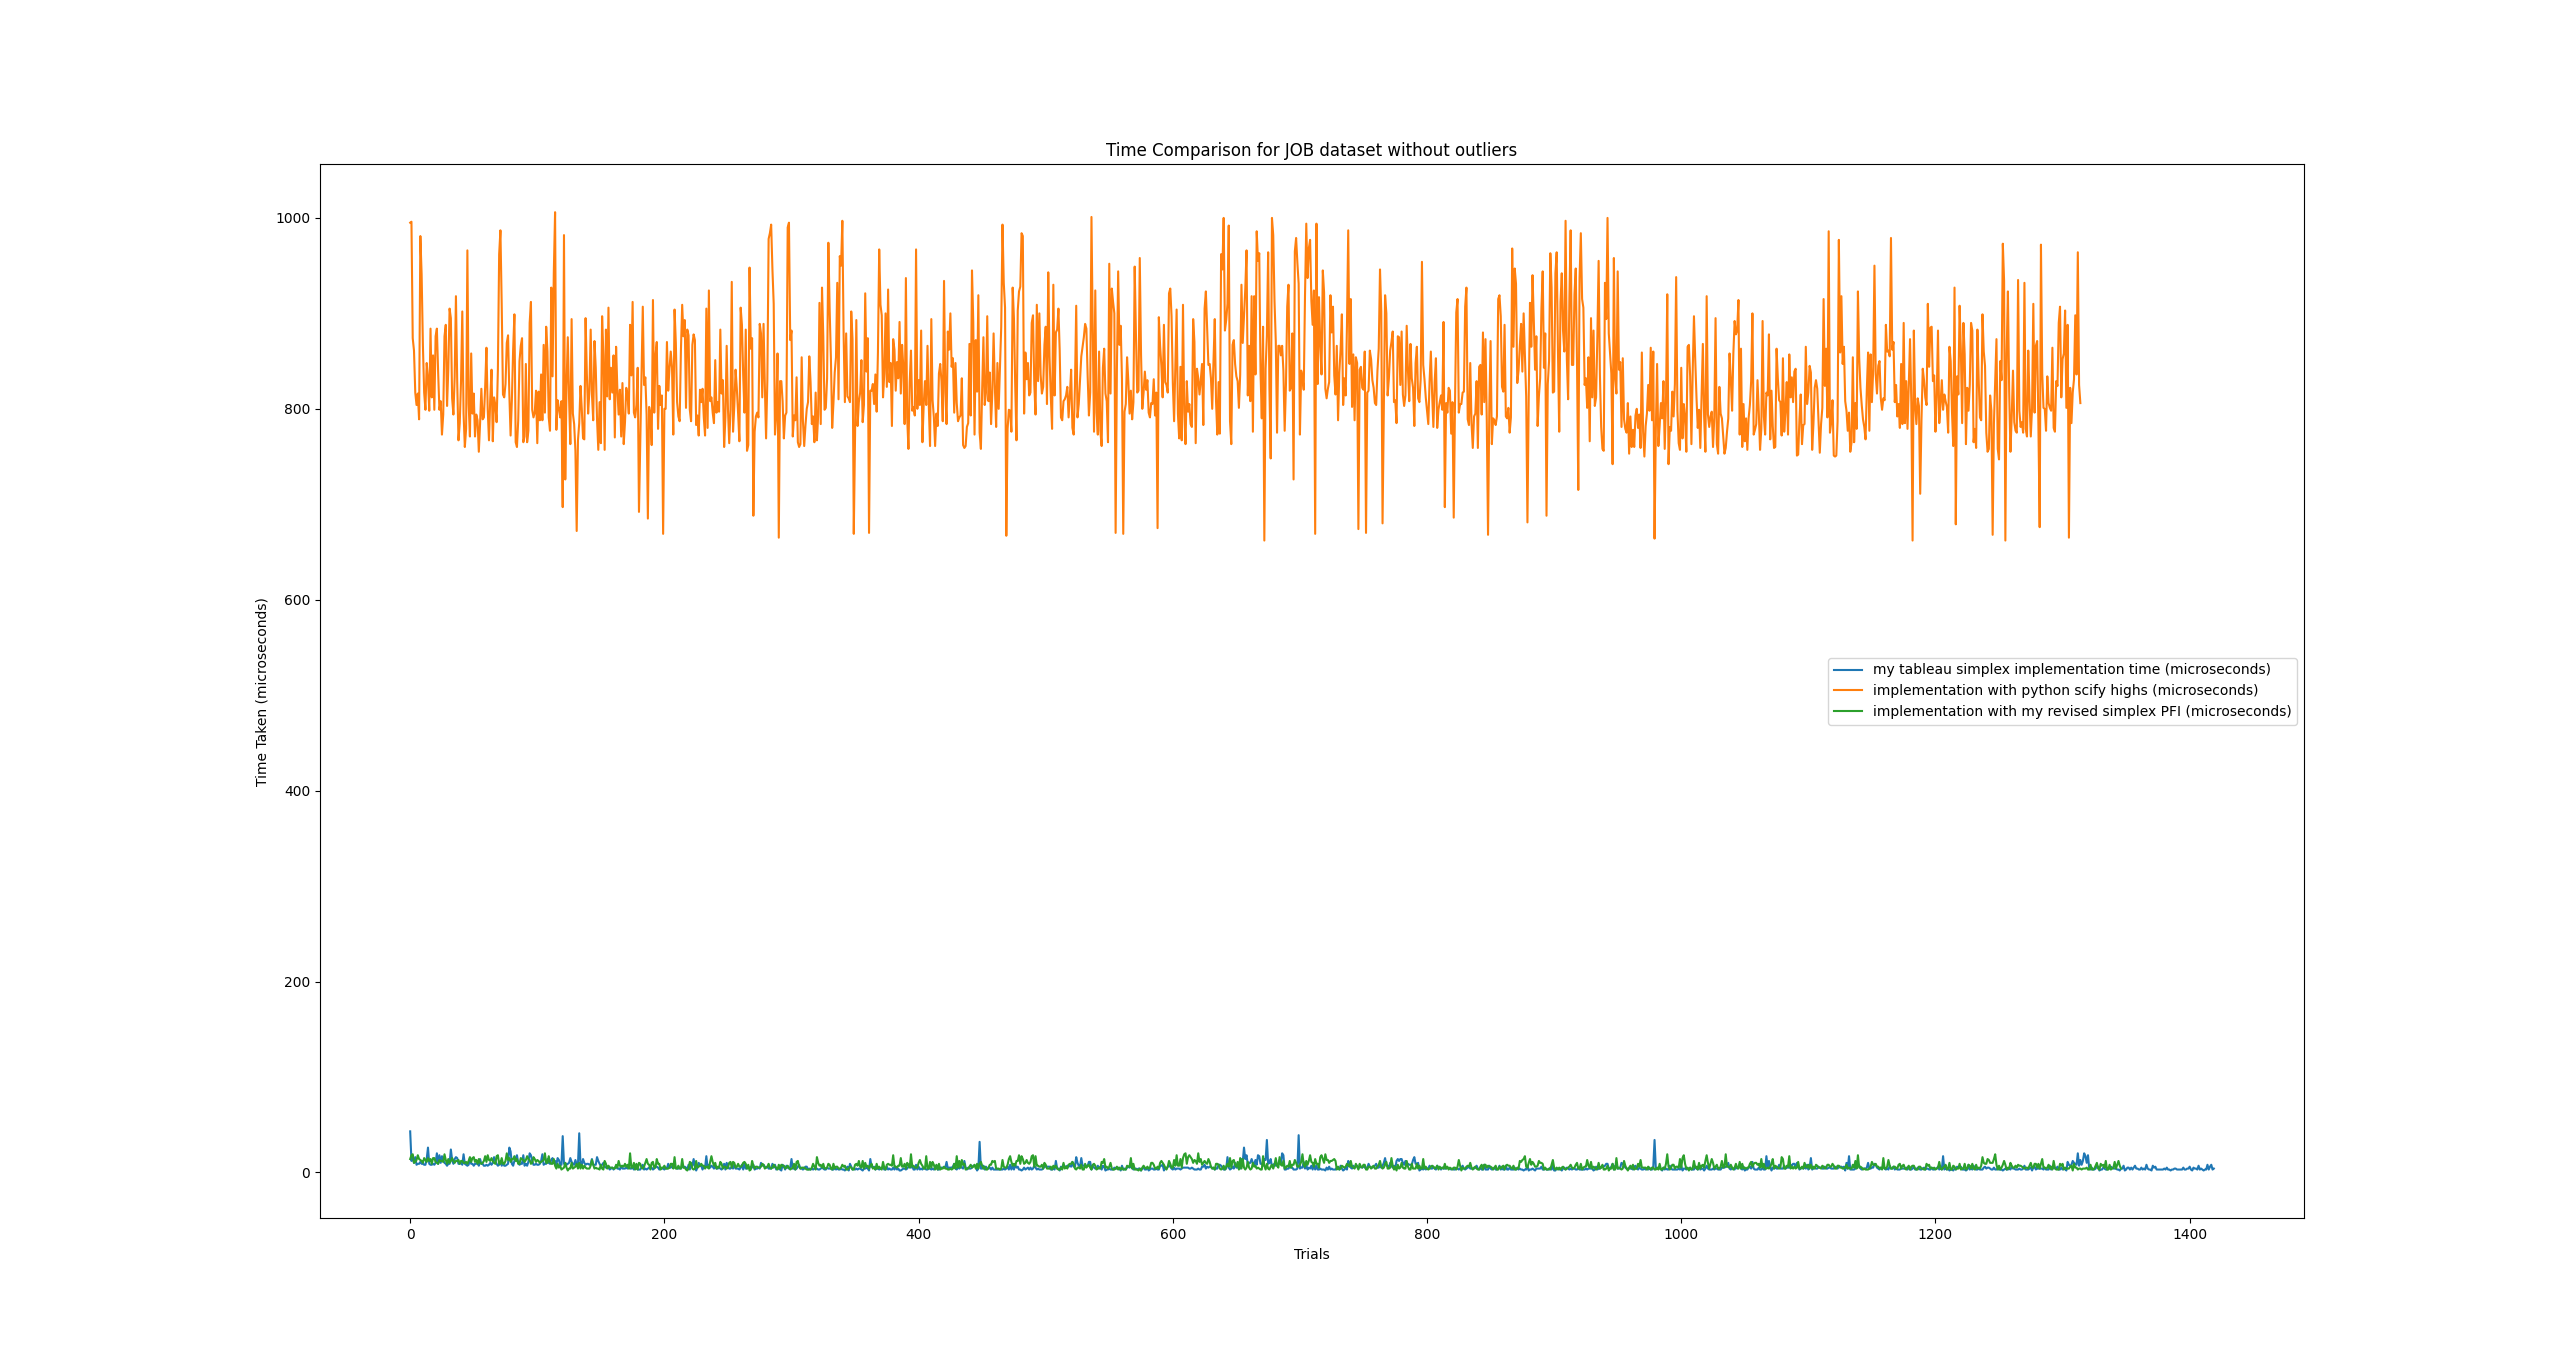 Time Comparison for JOB dataset without outliers
1000
800
600
400
200
0
Time Taken (microseconds)
my tableau simplex implementation time (microseconds)
implementation with python scify highs (microseconds)
implementation with my revised simplex PFI (microseconds)
0 200 400 600 800 1000 1200 1400
Trials